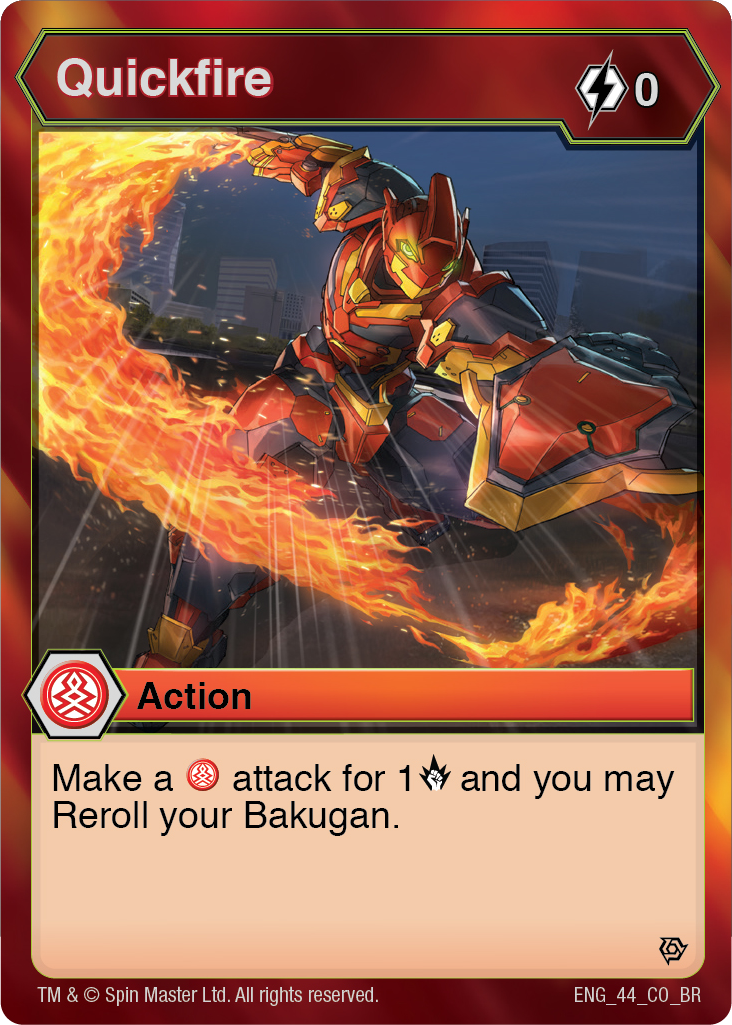 Quickfire
0
Action
Make a attack for 1 and you may
Reroll your Bakugan.
TM & © Spin Master Ltd. All rights reserved.
ENG_44_CO_BR